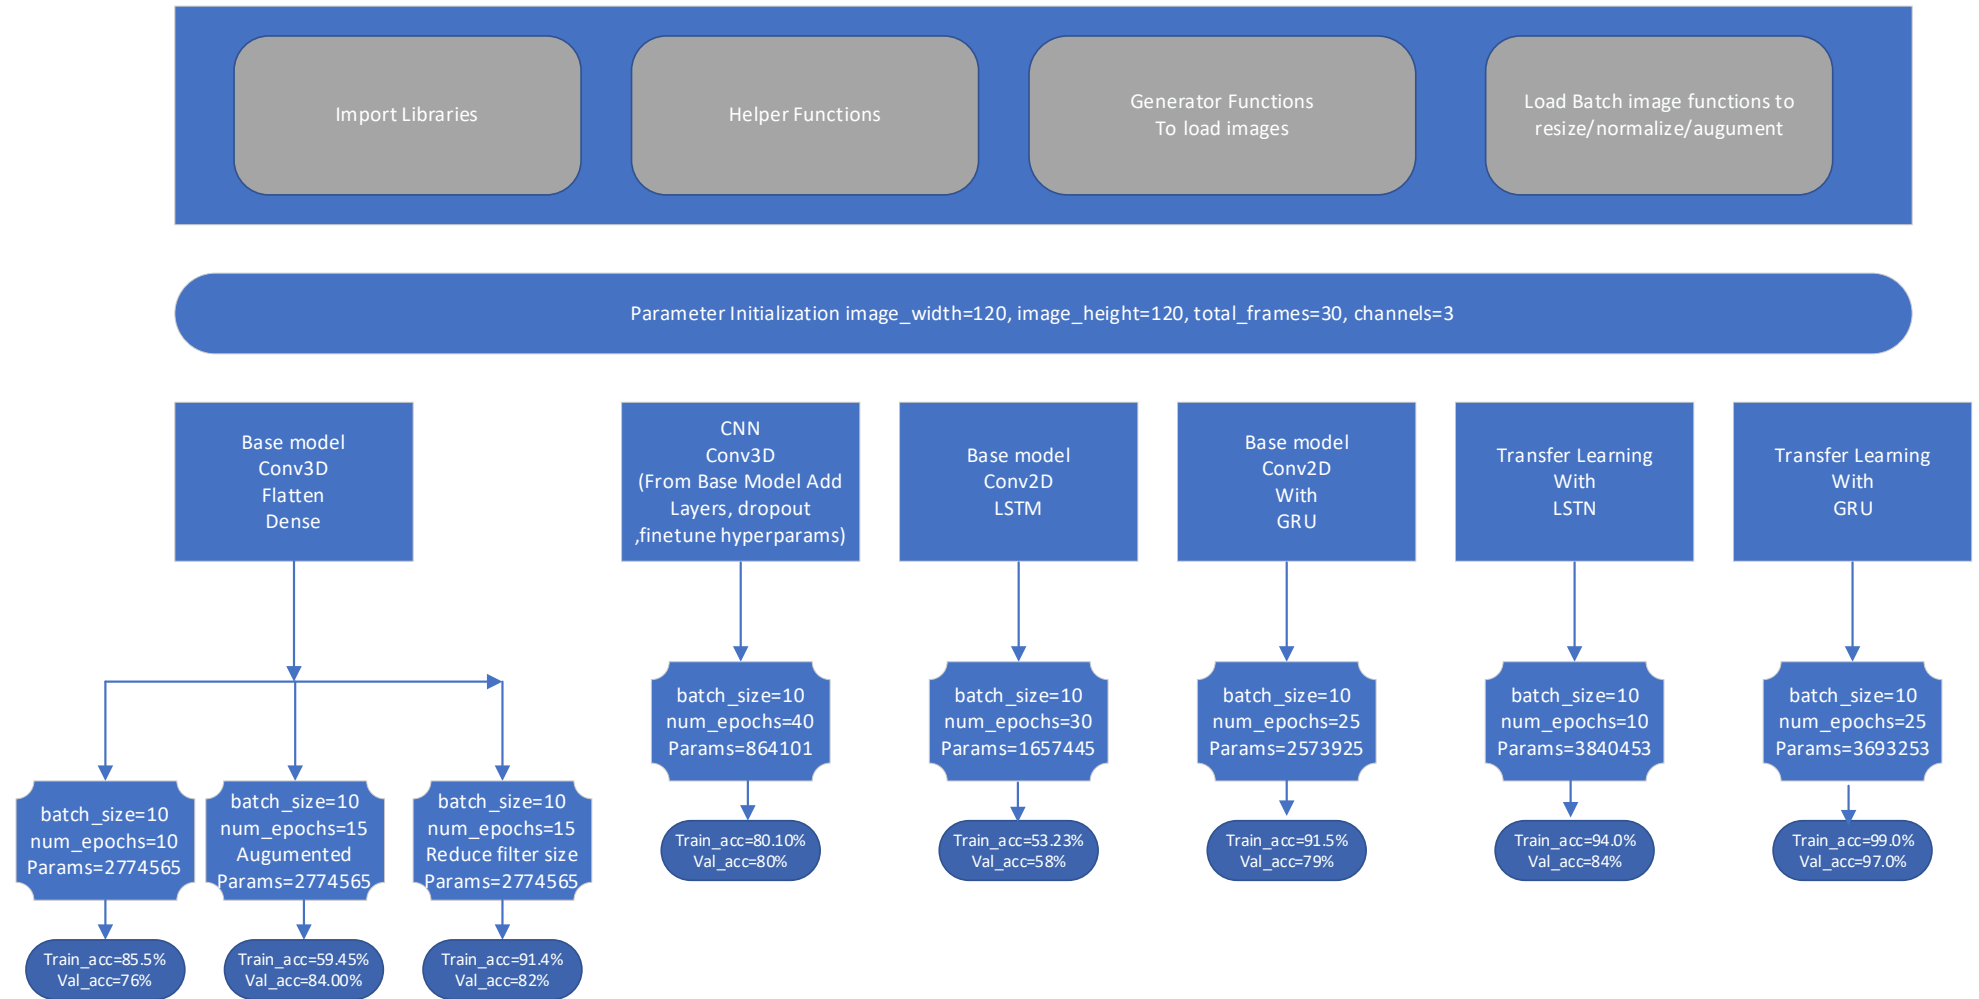 Import Libraries
Helper Functions
Generator Functions
To load images
Load Batch image functions to
resize/normalize/augument
Parameter Initialization image_width=120, image_height=120, total_frames=30, channels=3
Base model
Conv3D
Flatten
Dense
CNN
Conv3D
(From Base Model Add
Layers, dropout
,finetune hyperparams)
Base model
Conv2D
LSTM
Base model
Conv2D
With
GRU
Transfer Learning
With
LSTN
Transfer Learning
With
GRU
batch_size=10
num_epochs=10
Params=2774565
batch_size=10
num_epochs=15
Augumented
Params=2774565
batch_size=10
num_epochs=15
Reduce filter size
Params=2774565
batch_size=10
num_epochs=40
Params=864101
batch_size=10
num_epochs=30
Params=1657445
batch_size=10
num_epochs=25
Params=2573925
batch_size=10
num_epochs=10
Params=3840453
batch_size=10
num_epochs=25
Params=3693253
Train_acc=85.5%
Val_acc=76%
Train_acc=59.45%
Val_acc=84.00%
Train_acc=91.4%
Val_acc=82%
Train_acc=80.10%
Val_acc=80%
Train_acc=53.23%
Val_acc=58%
Train_acc=91.5%
Val_acc=79%
Train_acc=94.0%
Val_acc=84%
Train_acc=99.0%
Val_acc=97.0%